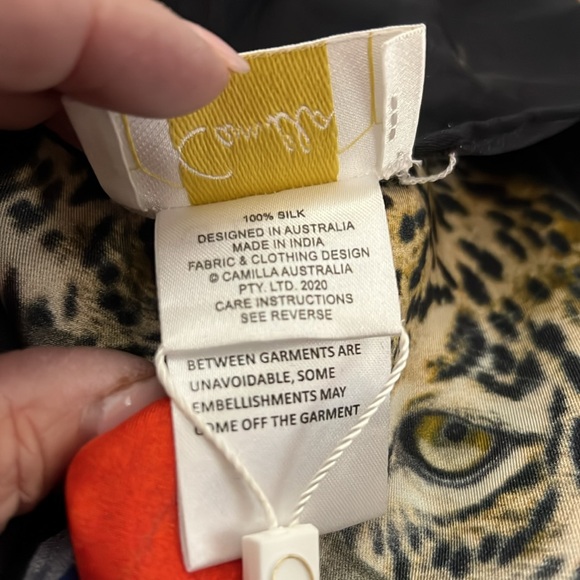 Camilla
100% SILK
DESIGNED IN AUSTRALIA
MADE IN INDIA
FABRIC & CLOTHING DESIGN
© CAMILLA AUSTRALIA
PTY. LTD. 2020
CARE INSTRUCTIONS
SEE REVERSE
BETWEEN GARMENTS ARE
UNAVOIDABLE, SOME
EMBELLISHMENTS MAY
COME OFF THE GARMENT